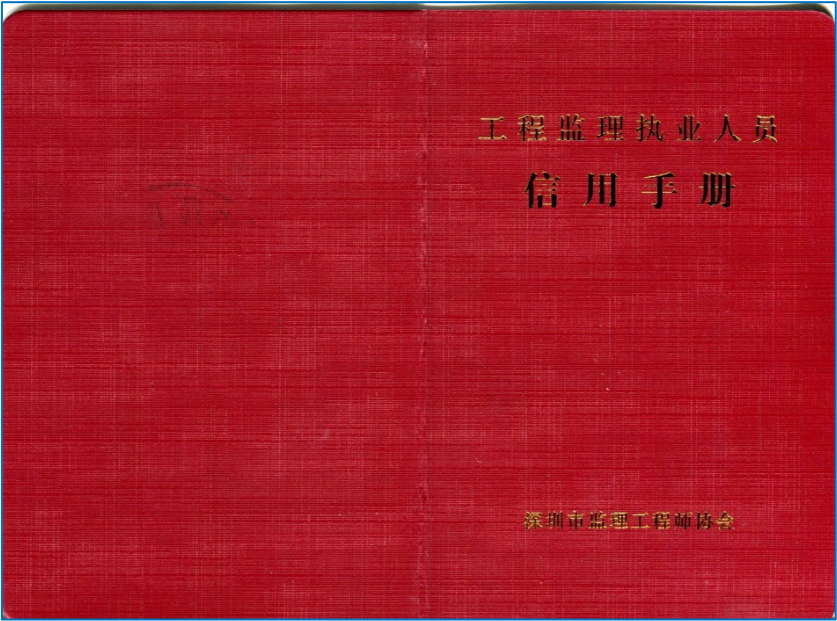 工程监理执业人员
信用手册
深圳市监理工程师协会